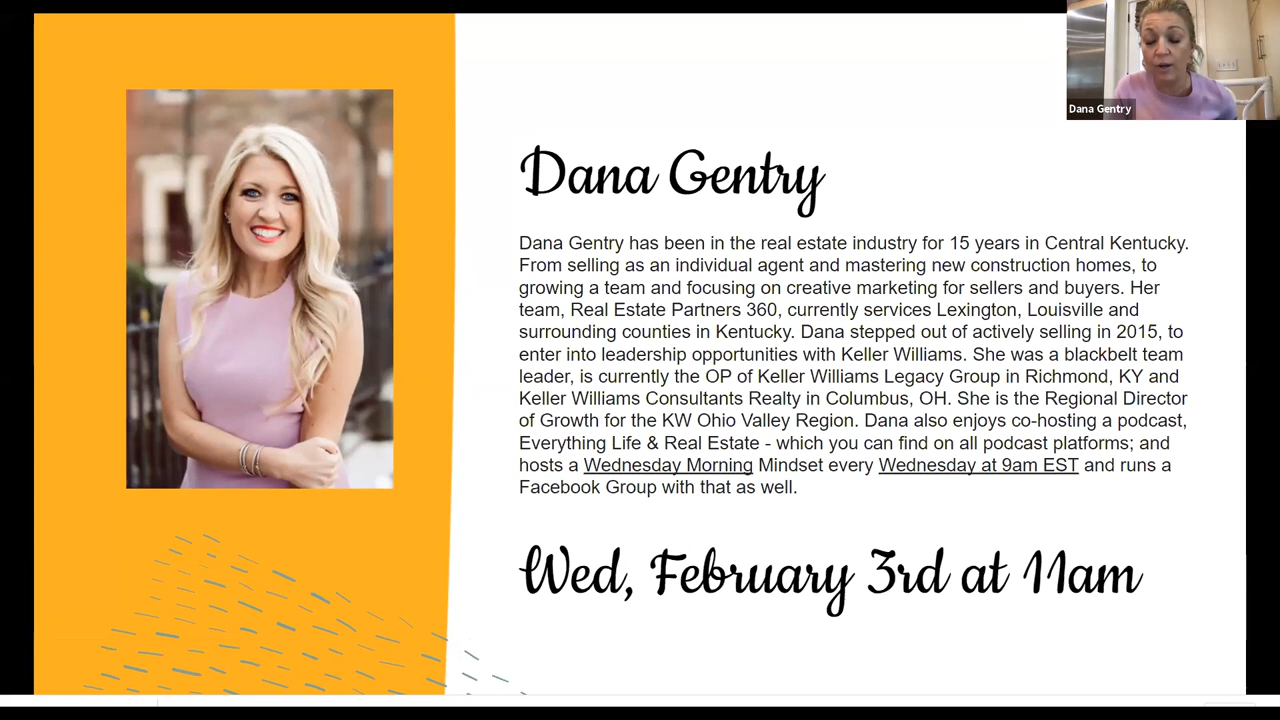 Dana Gentry
Dana Gentry
Dana Gentry has been in the real estate industry for 15 years in Central Kentucky.
From selling as an individual agent and mastering new construction homes, to
growing a team and focusing on creative marketing for sellers and buyers. Her
team, Real Estate Partners 360, currently services Lexington, Louisville and
surrounding counties in Kentucky. Dana stepped out of actively selling in 2015, to
enter into leadership opportunities with Keller Williams. She was a blackbelt team
leader, is currently the OP of Keller Williams Legacy Group in Richmond, KY and
Keller Williams Consultants Realty in Columbus, OH. She is the Regional Director
of Growth for the KW Ohio Valley Region. Dana also enjoys co-hosting a podcast,
Everything Life & Real Estate - which you can find on all podcast platforms; and
hosts a Wednesday Morning Mindset every Wednesday at 9am EST and runs a
Facebook Group with that as well.
Wed, February 3rd at 11am